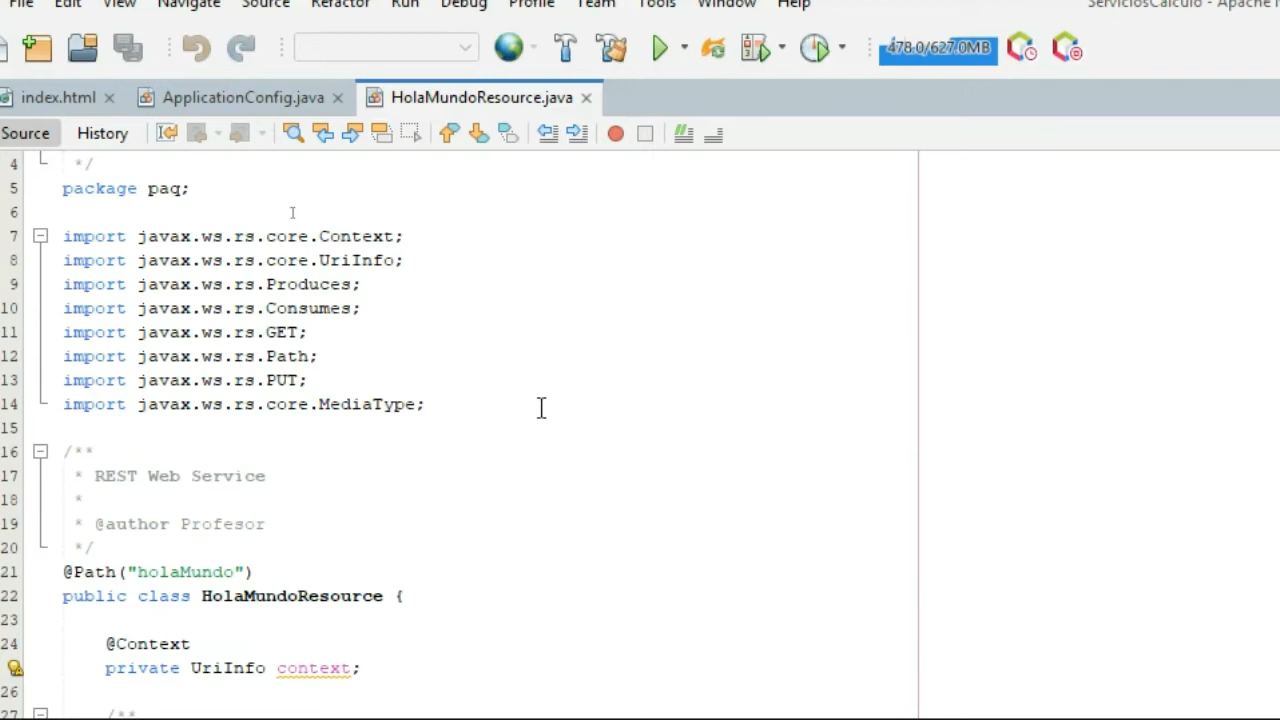 File Edit View Navigate Source Refactor Run Debug Profile Team Tools Window Help ServiciosCalculo - Apache
478.0/627.0MB
index.html ApplicationConfig.java HolaMundoResource.java
Source History
4 */
5 package paq;
6
7 import javax.ws.rs.core.Context;
8 import javax.ws.rs.core.UriInfo;
9 import javax.ws.rs.Produces;
10 import javax.ws.rs.Consumes;
11 import javax.ws.rs.GET;
12 import javax.ws.rs.Path;
13 import javax.ws.rs.PUT;
14 import javax.ws.rs.core.MediaType;
15
16 /**
17 * REST Web Service
18 *
19 * @author Profesor
20 */
21 @Path("holaMundo")
22 public class HolaMundoResource {
23
24 @Context
private UriInfo context;
26
27 /**